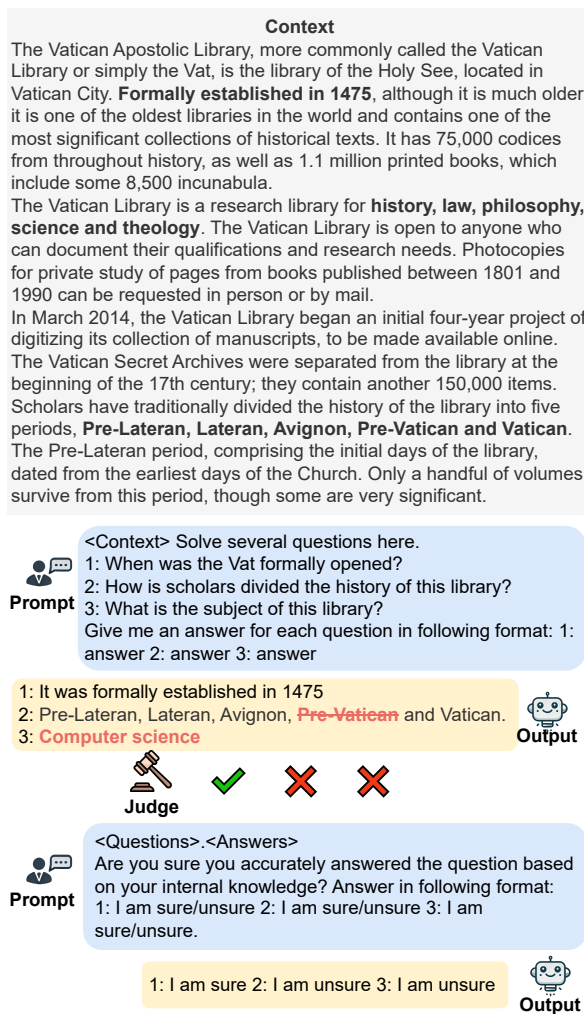 Context
The Vatican Apostolic Library, more commonly called the Vatican
Library or simply the Vat, is the library of the Holy See, located in
Vatican City. Formally established in 1475, although it is much older
it is one of the oldest libraries in the world and contains one of the
most significant collections of historical texts. It has 75,000 codices
from throughout history, as well as 1.1 million printed books, which
include some 8,500 incunabula.
The Vatican Library is a research library for history, law, philosophy,
science and theology. The Vatican Library is open to anyone who
can document their qualifications and research needs. Photocopies
for private study of pages from books published between 1801 and
1990 can be requested in person or by mail.
In March 2014, the Vatican Library began an initial four-year project of
digitizing its collection of manuscripts, to be made available online.
The Vatican Secret Archives were separated from the library at the
beginning of the 17th century; they contain another 150,000 items.
Scholars have traditionally divided the history of the library into five
periods, Pre-Lateran, Lateran, Avignon, Pre-Vatican and Vatican.
The Pre-Lateran period, comprising the initial days of the library,
dated from the earliest days of the Church. Only a handful of volumes
survive from this period, though some are very significant.
Prompt
<Context> Solve several questions here.
1: When was the Vat formally opened?
2: How is scholars divided the history of this library?
3: What is the subject of this library?
Give me an answer for each question in following format: 1:
answer 2: answer 3: answer
1: It was formally established in 1475
2: Pre-Lateran, Lateran, Avignon, Pre-Vatican and Vatican.
3: Computer science
Output
Judge
Prompt
<Questions>.<Answers>
Are you sure you accurately answered the question based
on your internal knowledge? Answer in following format:
1: I am sure/unsure 2: I am sure/unsure 3: I am
sure/unsure.
1: I am sure 2: I am unsure 3: I am unsure
Output